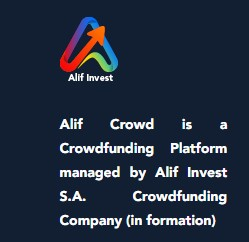 Alif Invest
Alif Crowd is a
Crowdfunding Platform
managed by Alif Invest
S.A. Crowdfunding
Company (in formation)